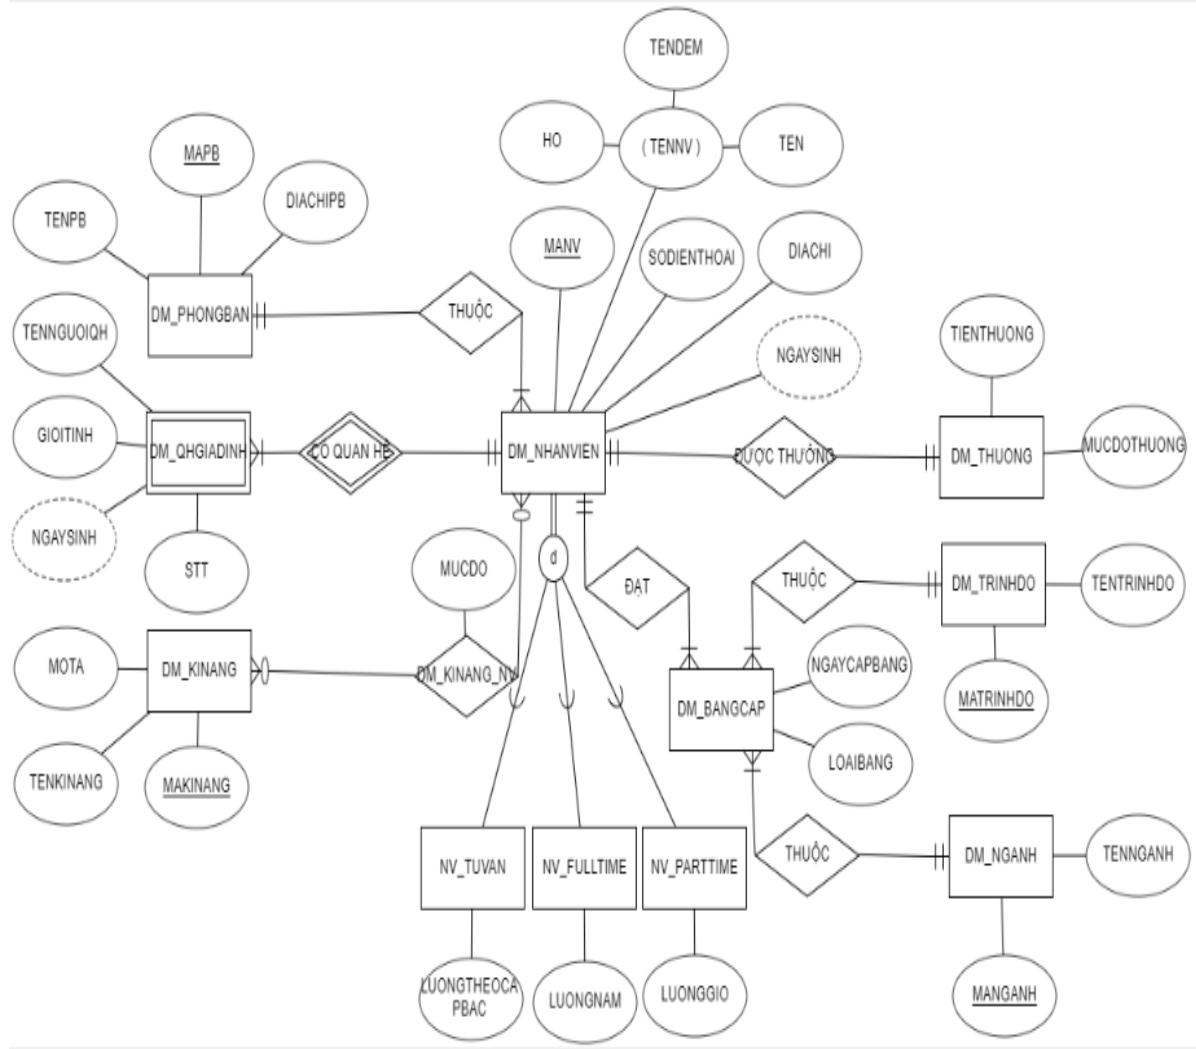 TENDEM
HO
( TENNV )
TEN
MAPB
TENPB
DIACHIPB
MANV
SODIENTHOAI
DIACHI
DM_PHONGBAN
THUỘC
TENNGUOIQH
NGAYSINH
TIENTHUONG
GIOITINH
DM_QHGIADINH
CÓ QUAN HỆ
DM_NHANVIEN
ĐƯỢC THƯỞNG
DM_THUONG
MUCDOTHUONG
NGAYSINH
STT
MUCDO
d
ĐẠT
THUỘC
DM_TRINHDO
TENTRINHDO
MOTA
DM_KINANG
DM_KINANG_NV
NGAYCAPBANG
MATRINHDO
DM_BANGCAP
TENKINANG
MAKINANG
LOAIBANG
NV_TUVAN
NV_FULLTIME
NV_PARTTIME
THUỘC
DM_NGANH
TENNGANH
LUONGTHEOCA
PBAC
LUONGNAM
LUONGGIO
MANGANH